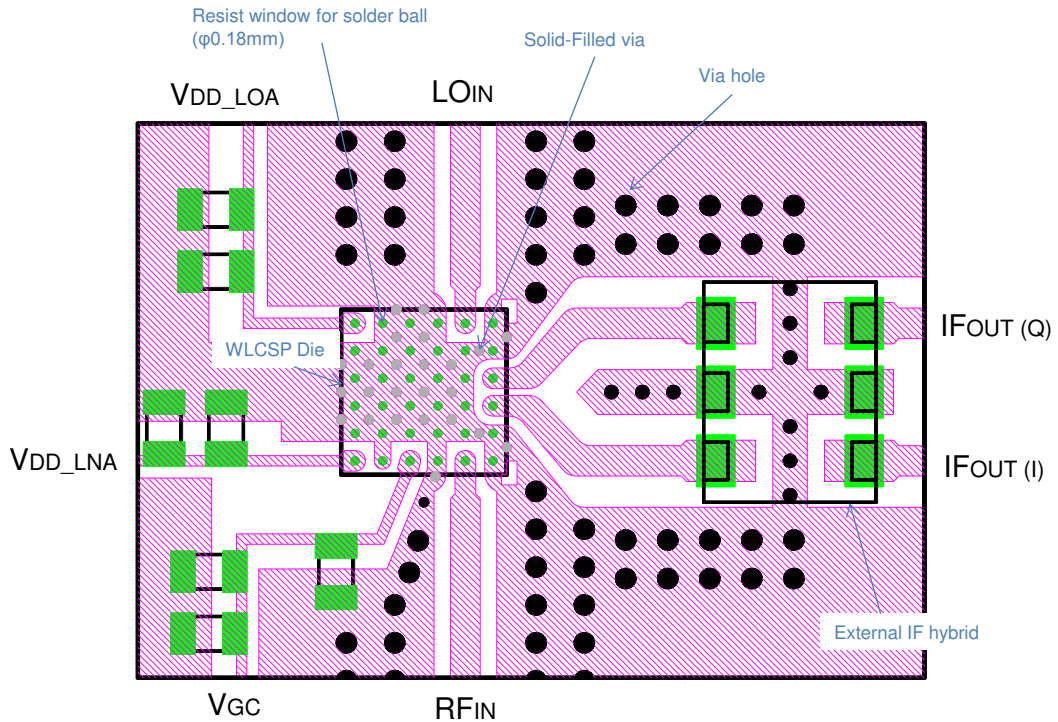 Resist window for solder ball
(φ0.18mm)
Solid-Filled via
Via hole
VDD_LOA
LOIN
WLCSP Die
IFOUT (Q)
VDD_LNA
IFOUT (I)
External IF hybrid
VGC
RFIN